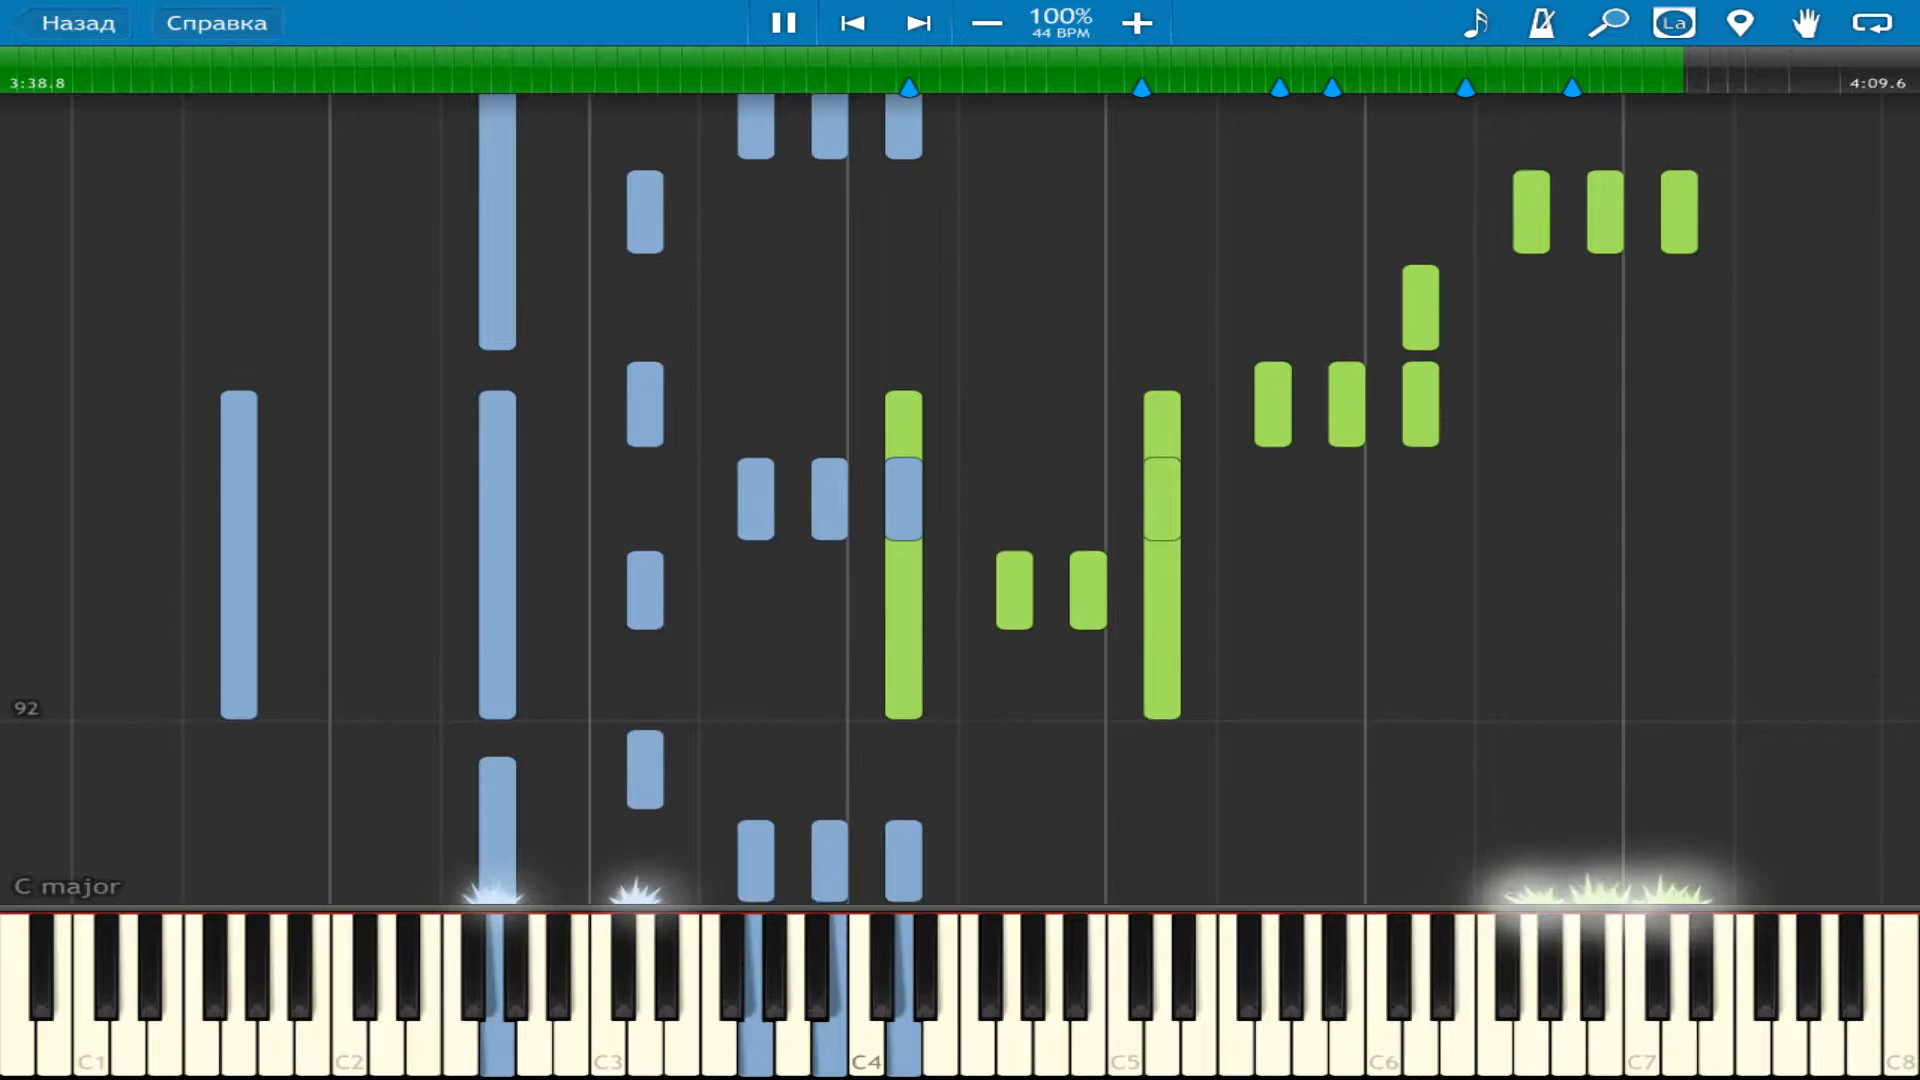 Назад
Справка
100%
44 BPM
La
3:38.8
4:09.6
92
C major
C1
C2
C3
C4
C5
C6
C7
C8